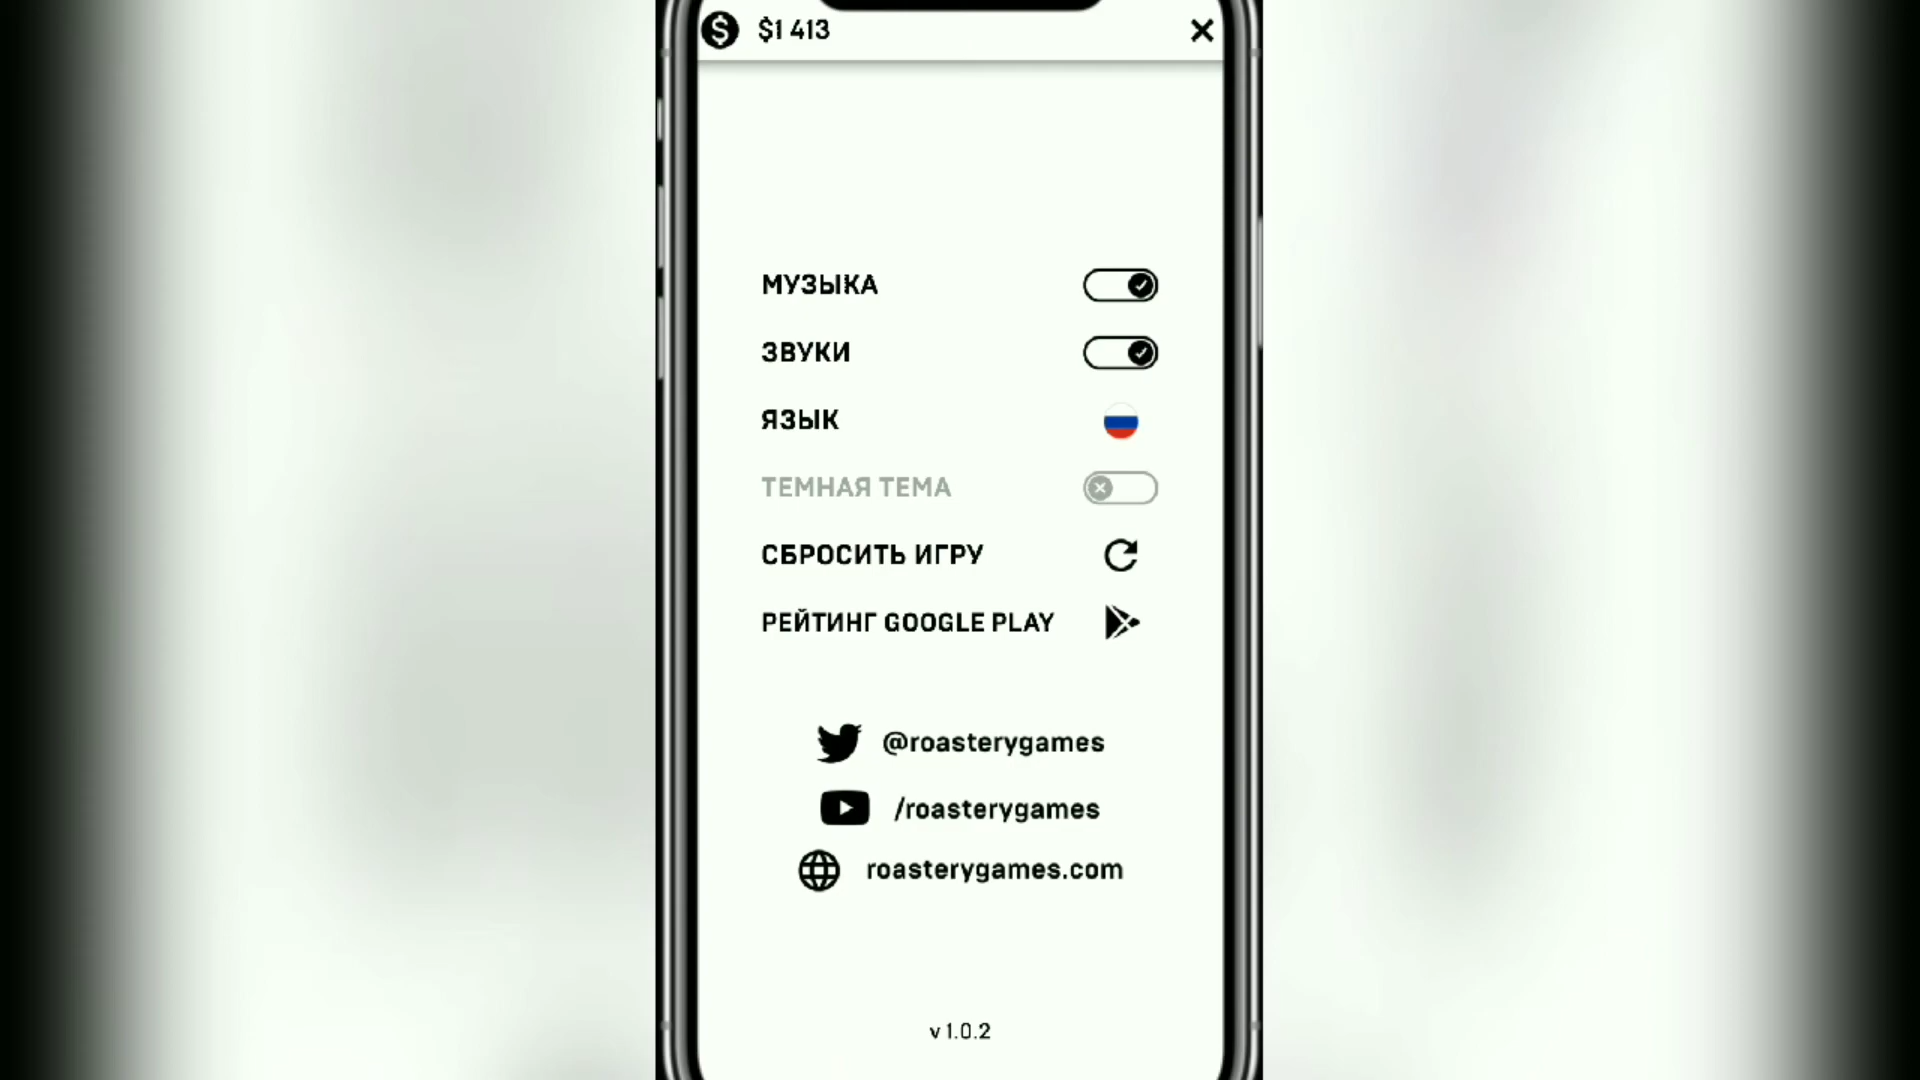 $1 413
МУЗЫКА
ЗВУКИ
ЯЗЫК
ТЕМНАЯ ТЕМА
СБРОСИТЬ ИГРУ
РЕЙТИНГ GOOGLE PLAY
@roasterygames
/roasterygames
roasterygames.com
v 1.0.2